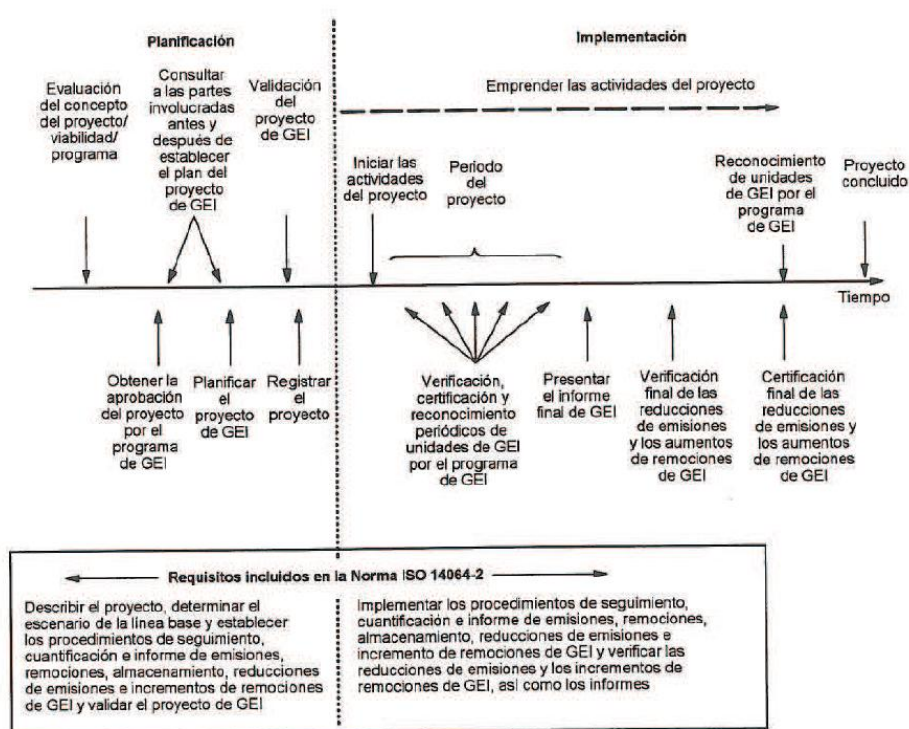 Planificación
Implementación
Evaluación
del concepto
del proyecto/
viabilidad/
programa
Consultar
a las partes
involucradas
antes y
después de
establecer
el plan del
proyecto
de GEI
Validación
del
proyecto
de GEI
Emprender las actividades del proyecto
Iniciar las
actividades
del proyecto
Periodo
del
proyecto
Reconocimiento
de unidades
de GEI por el
programa
de GEI
Proyecto
concluido
Tiempo
Obtener la
aprobación
del proyecto
por el
programa
de GEI
Planificar
el
proyecto
de GEI
Registrar
el
proyecto
Verificación,
certificación y
reconocimiento
periódicos de
unidades de GEI
por el programa
de GEI
Presentar
el informe
final de GEI
Verificación
final de las
reducciones
de emisiones
y los aumentos
de remociones
de GEI
Certificación
final de las
reducciones
de emisiones y
los aumentos
de remociones
de GEI
Requisitos incluidos en la Norma ISO 14064-2
Describir el proyecto, determinar el
escenario de la línea base y establecer
los procedimientos de seguimiento,
cuantificación e informe de emisiones,
remociones, almacenamiento, reducciones
de emisiones e incrementos de remociones
de GEI y validar el proyecto de GEI
Implementar los procedimientos de seguimiento,
cuantificación e informe de emisiones, remociones,
almacenamiento, reducciones de emisiones e
incremento de remociones de GEI y verificar las
reducciones de emisiones y los incrementos de
remociones de GEI, así como los informes